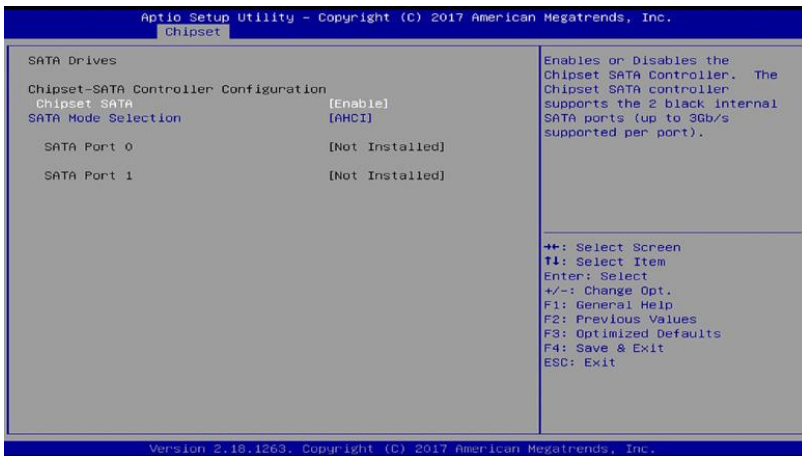 Aptio Setup Utility – Copyright (C) 2017 American Megatrends, Inc.
Chipset
SATA Drives
Chipset-SATA Controller Configuration
Chipset SATA [Enable]
SATA Mode Selection [AHCI]
SATA Port 0 [Not Installed]
SATA Port 1 [Not Installed]
Enables or Disables the
Chipset SATA Controller. The
Chipset SATA controller
supports the 2 black internal
SATA ports (up to 3Gb/s
supported per port).
→←: Select Screen
↑↓: Select Item
Enter: Select
+/-: Change Opt.
F1: General Help
F2: Previous Values
F3: Optimized Defaults
F4: Save & Exit
ESC: Exit
Version 2.18.1263. Copyright (C) 2017 American Megatrends, Inc.